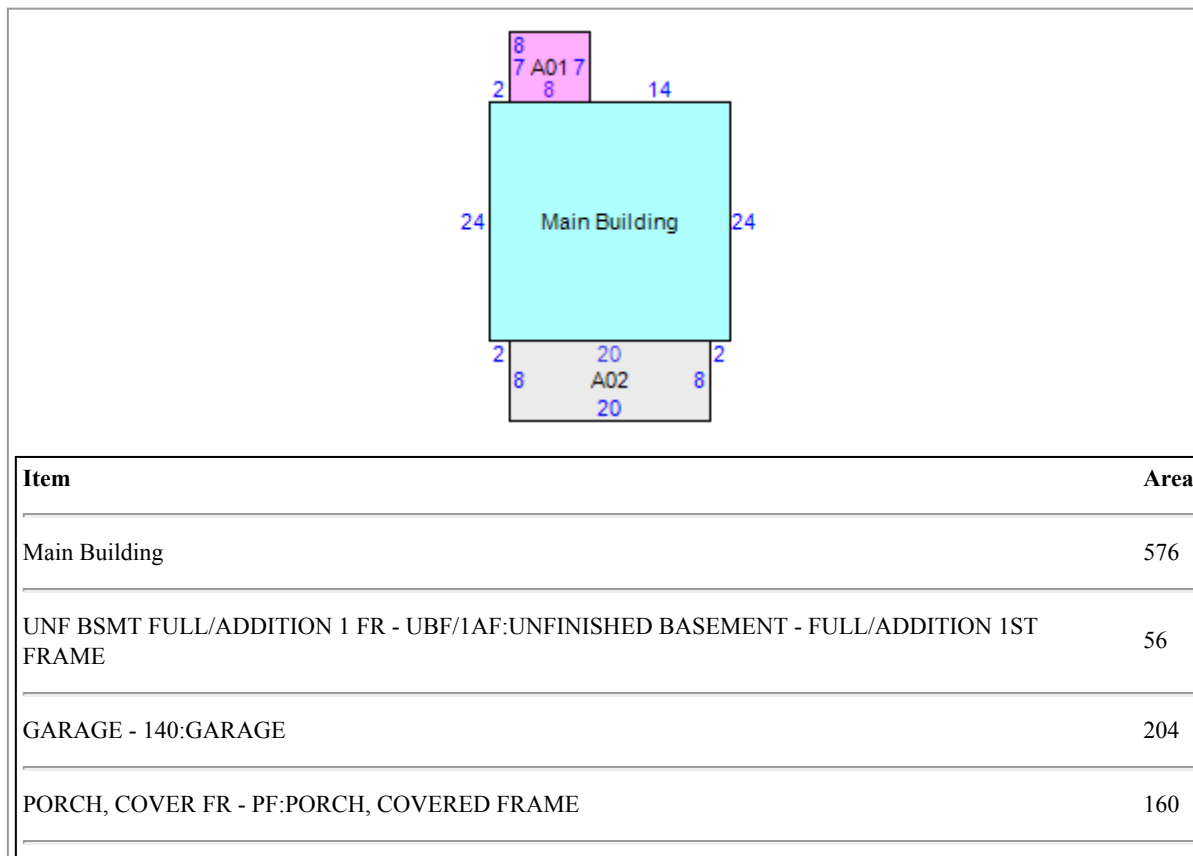 8
7 A01 7
2 8 14
24 Main Building 24
2 20 2
8 A02 8
20
Item Area
Main Building 576
UNF BSMT FULL/ADDITION 1 FR - UBF/1AF:UNFINISHED BASEMENT - FULL/ADDITION 1ST
FRAME 56
GARAGE - 140:GARAGE 204
PORCH, COVER FR - PF:PORCH, COVERED FRAME 160